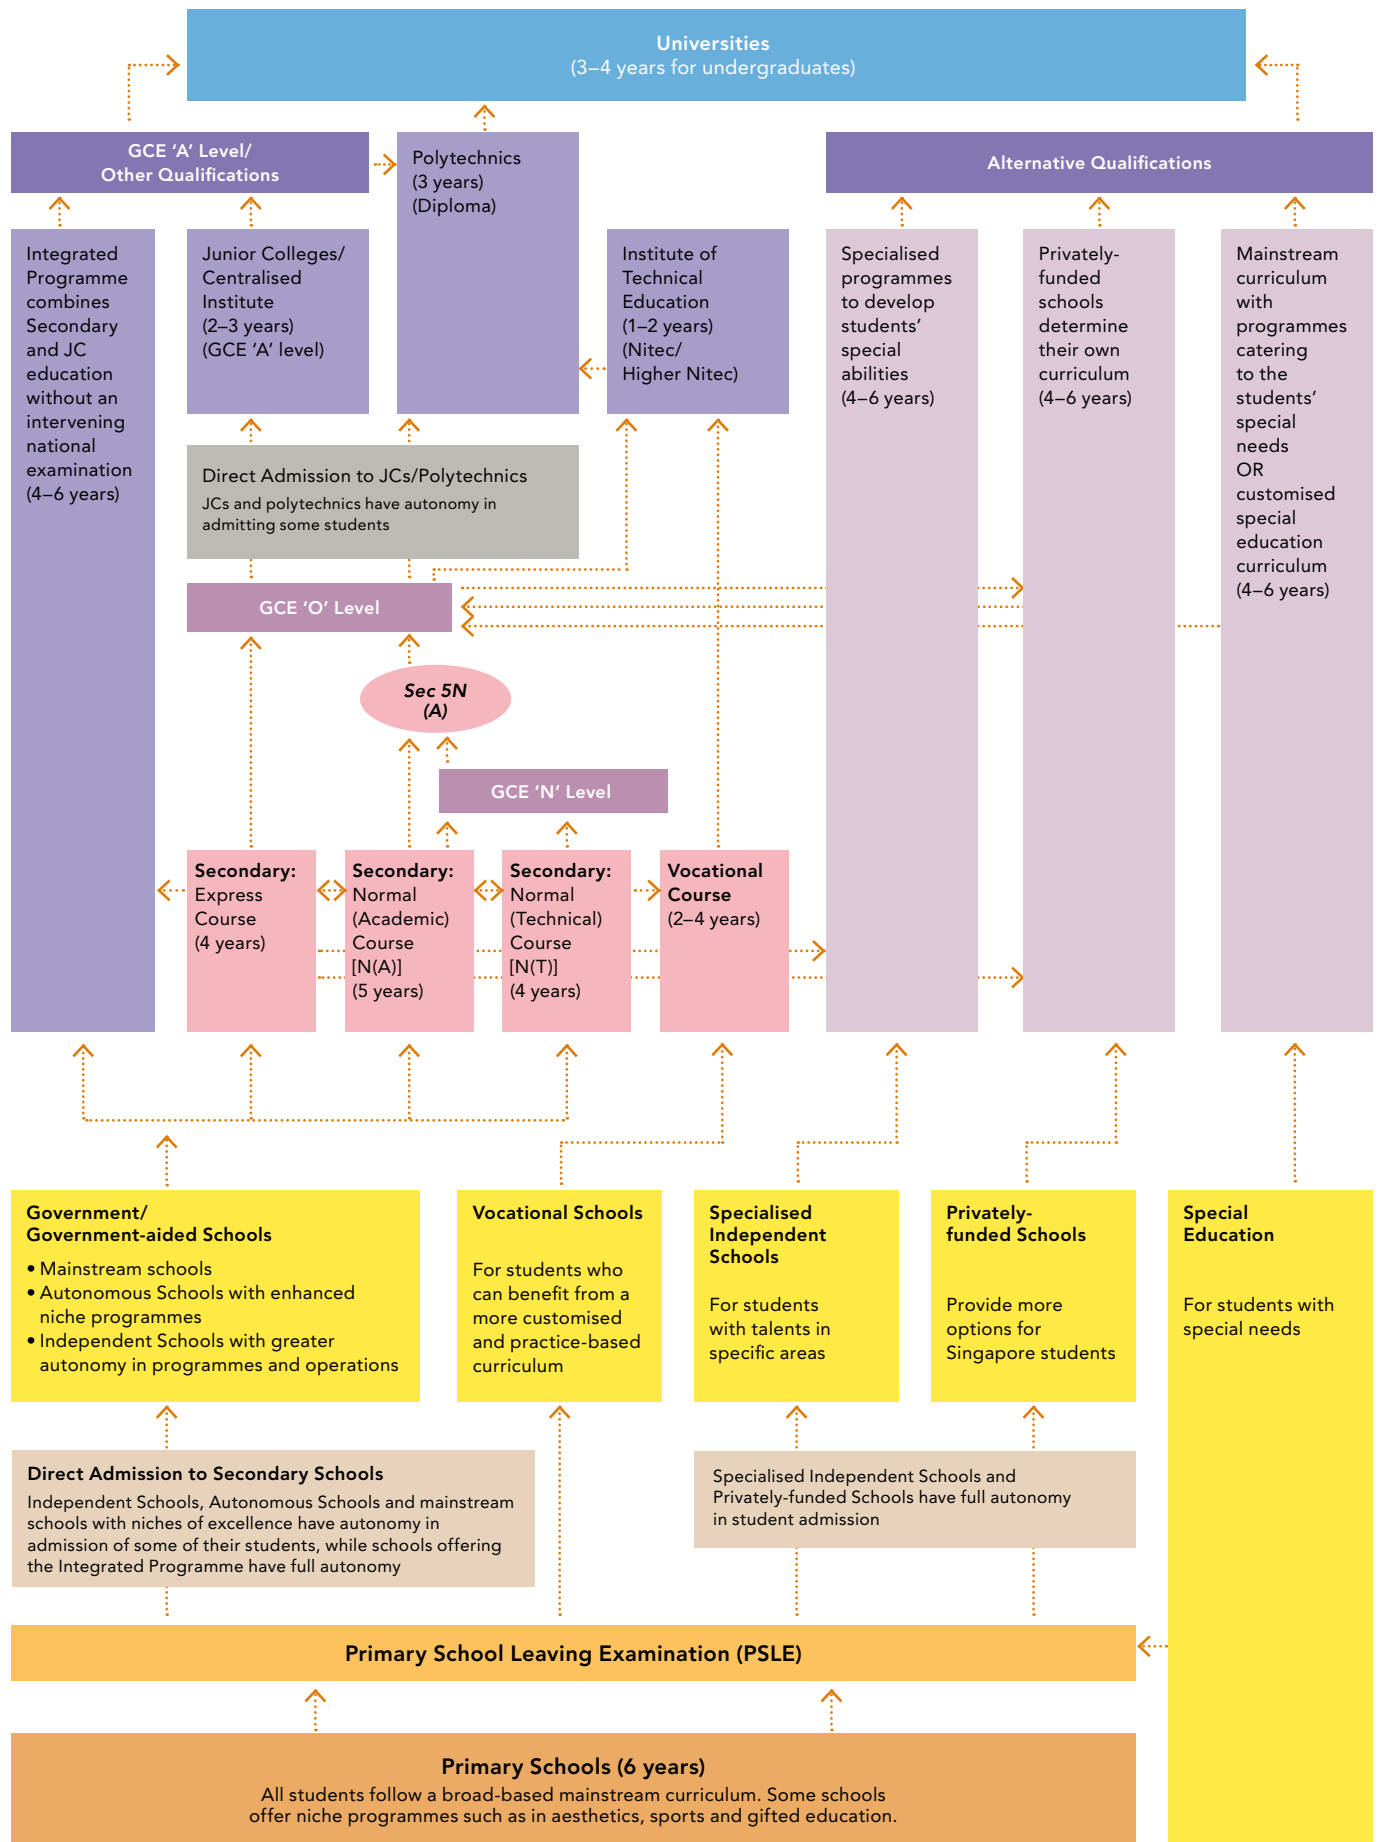 Universities
(3–4 years for undergraduates)
GCE ‘A’ Level/
Other Qualifications
Polytechnics
(3 years)
(Diploma)
Alternative Qualifications
Integrated
Programme
combines
Secondary
and JC
education
without an
intervening
national
examination
(4–6 years)
Junior Colleges/
Centralised
Institute
(2–3 years)
(GCE ‘A’ level)
Institute of
Technical
Education
(1–2 years)
(Nitec/
Higher Nitec)
Specialised
programmes
to develop
students’
special
abilities
(4–6 years)
Privately-
funded
schools
determine
their own
curriculum
(4–6 years)
Mainstream
curriculum
with
programmes
catering
to the
students’
special
needs
OR
customised
special
education
curriculum
(4–6 years)
Direct Admission to JCs/Polytechnics
JCs and polytechnics have autonomy in
admitting some students
GCE ‘O’ Level
Sec 5N
(A)
GCE ‘N’ Level
Secondary:
Express
Course
(4 years)
Secondary:
Normal
(Academic)
Course
[N(A)]
(5 years)
Secondary:
Normal
(Technical)
Course
[N(T)]
(4 years)
Vocational
Course
(2–4 years)
Government/
Government-aided Schools
• Mainstream schools
• Autonomous Schools with enhanced
niche programmes
• Independent Schools with greater
autonomy in programmes and operations
Vocational Schools
For students who
can benefit from a
more customised
and practice-based
curriculum
Specialised
Independent
Schools
For students
with talents in
specific areas
Privately-
funded Schools
Provide more
options for
Singapore students
Special
Education
For students with
special needs
Direct Admission to Secondary Schools
Independent Schools, Autonomous Schools and mainstream
schools with niches of excellence have autonomy in
admission of some of their students, while schools offering
the Integrated Programme have full autonomy
Specialised Independent Schools and
Privately-funded Schools have full autonomy
in student admission
Primary School Leaving Examination (PSLE)
Primary Schools (6 years)
All students follow a broad-based mainstream curriculum. Some schools
offer niche programmes such as in aesthetics, sports and gifted education.